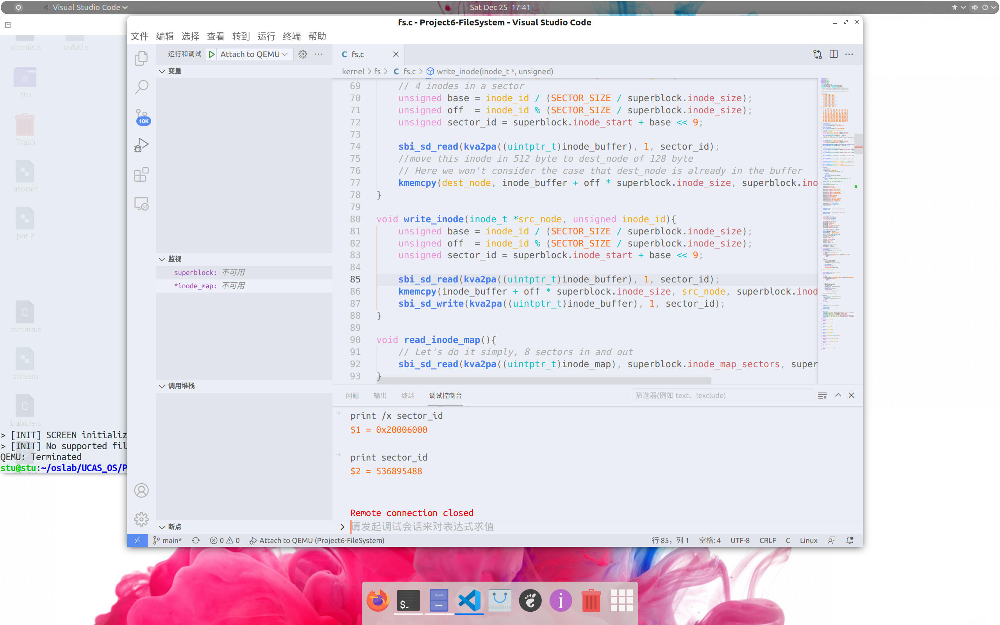 Visual Studio Code
Sat Dec 25 17:41
fs.c - Project6-FileSystem - Visual Studio Code
文件 编辑 选择 查看 转到 运行 终端 帮助
atomic.c
bubble
stu
Trash
atomic
pan2
stream.c
stream
bubble.c
> [INIT] SCREEN initializ
> [INIT] No supported fil
QEMU: Terminated
stu@stu:~/oslab/UCAS_OS/P
10K
运行和调试 Attach to QEMU
变量
监视
superblock: 不可用
*inode_map: 不可用
调用堆栈
断点
C fs.c
kernel > fs > C fs.c > write_inode(inode_t *, unsigned)
69 // 4 inodes in a sector
70 unsigned base = inode_id / (SECTOR_SIZE / superblock.inode_size);
71 unsigned off  = inode_id % (SECTOR_SIZE / superblock.inode_size);
72 unsigned sector_id = superblock.inode_start + base << 9;
73
74 sbi_sd_read(kva2pa((uintptr_t)inode_buffer), 1, sector_id);
75 //move this inode in 512 byte to dest_node of 128 byte
76 // Here we won't consider the case that dest_node is already in the buffer
77 kmemcpy(dest_node, inode_buffer + off * superblock.inode_size, superblock.ino
78 }
79
80 void write_inode(inode_t *src_node, unsigned inode_id){
81 unsigned base = inode_id / (SECTOR_SIZE / superblock.inode_size);
82 unsigned off  = inode_id % (SECTOR_SIZE / superblock.inode_size);
83 unsigned sector_id = superblock.inode_start + base << 9;
84
85 sbi_sd_read(kva2pa((uintptr_t)inode_buffer), 1, sector_id);
86 kmemcpy(inode_buffer + off * superblock.inode_size, src_node, superblock.inod
87 sbi_sd_write(kva2pa((uintptr_t)inode_buffer), 1, sector_id);
88 }
89
90 void read_inode_map(){
91 // Let's do it simply, 8 sectors in and out
92 sbi_sd_read(kva2pa((uintptr_t)inode_map), superblock.inode_map_sectors, super
93 }
问题 输出 终端 调试控制台 筛选器(例如 text、!exclude)
print /x sector_id
$1 = 0x20006000
print sector_id
$2 = 536895488
Remote connection closed
请发起调试会话来对表达式求值
main* 0 0 Attach to QEMU (Project6-FileSystem) 行 85，列 1 空格: 4 UTF-8 CRLF C Linux